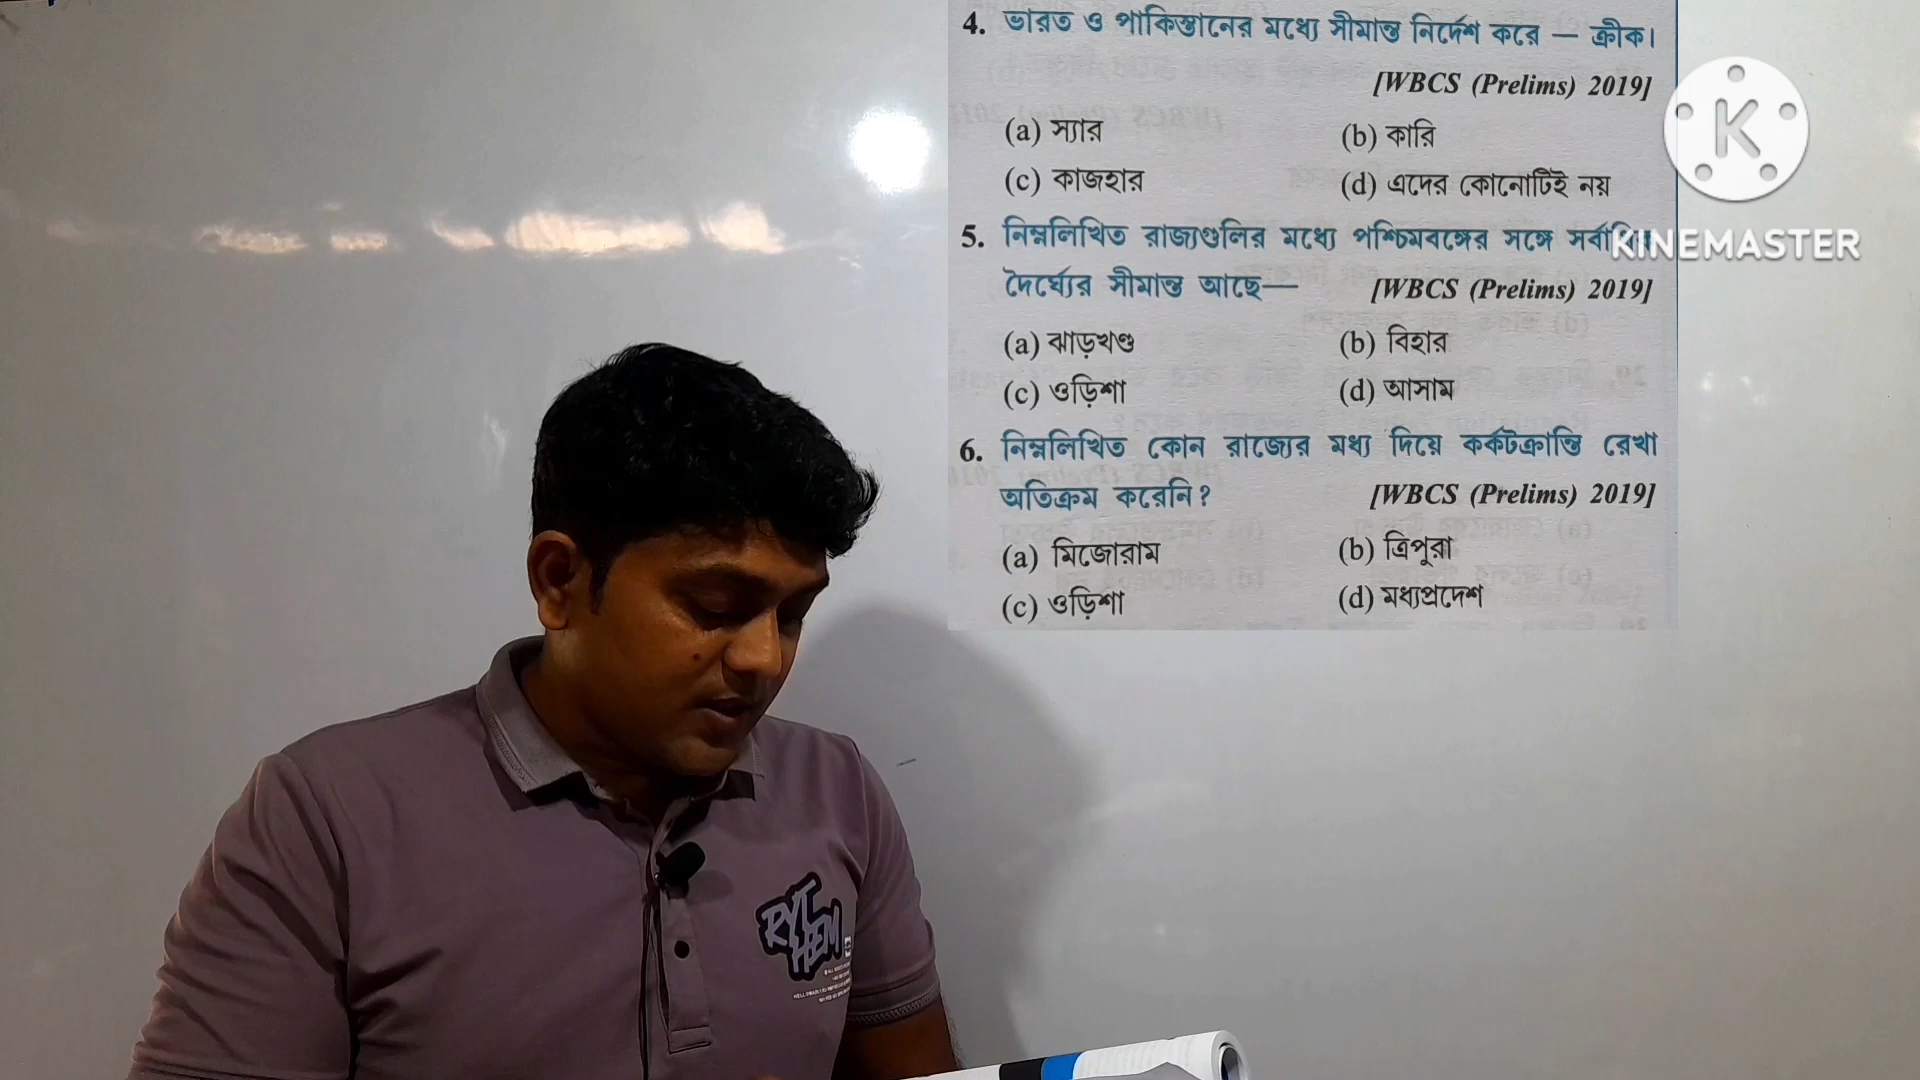 4. ভারত ও পাকিস্তানের মধ্যে সীমান্ত নির্দেশ করে — ক্রীক।
[WBCS (Prelims) 2019]
(a) স্যার (b) কারি
(c) কাজহার (d) এদের কোনোটিই নয়
5. নিম্নলিখিত রাজ্যগুলির মধ্যে পশ্চিমবঙ্গের সঙ্গে
KINEMASTER
দৈর্ঘ্যের সীমান্ত আছে— [WBCS (Prelims) 2019]
(a) ঝাড়খণ্ড (b) বিহার
(c) ওড়িশা (d) আসাম
6. নিম্নলিখিত কোন রাজ্যের মধ্য দিয়ে কর্কটক্রান্তি রেখা
অতিক্রম করেনি? [WBCS (Prelims) 2019]
(a) মিজোরাম (b) ত্রিপুরা
(c) ওড়িশা (d) মধ্যপ্রদেশ
K
RYT
HEM